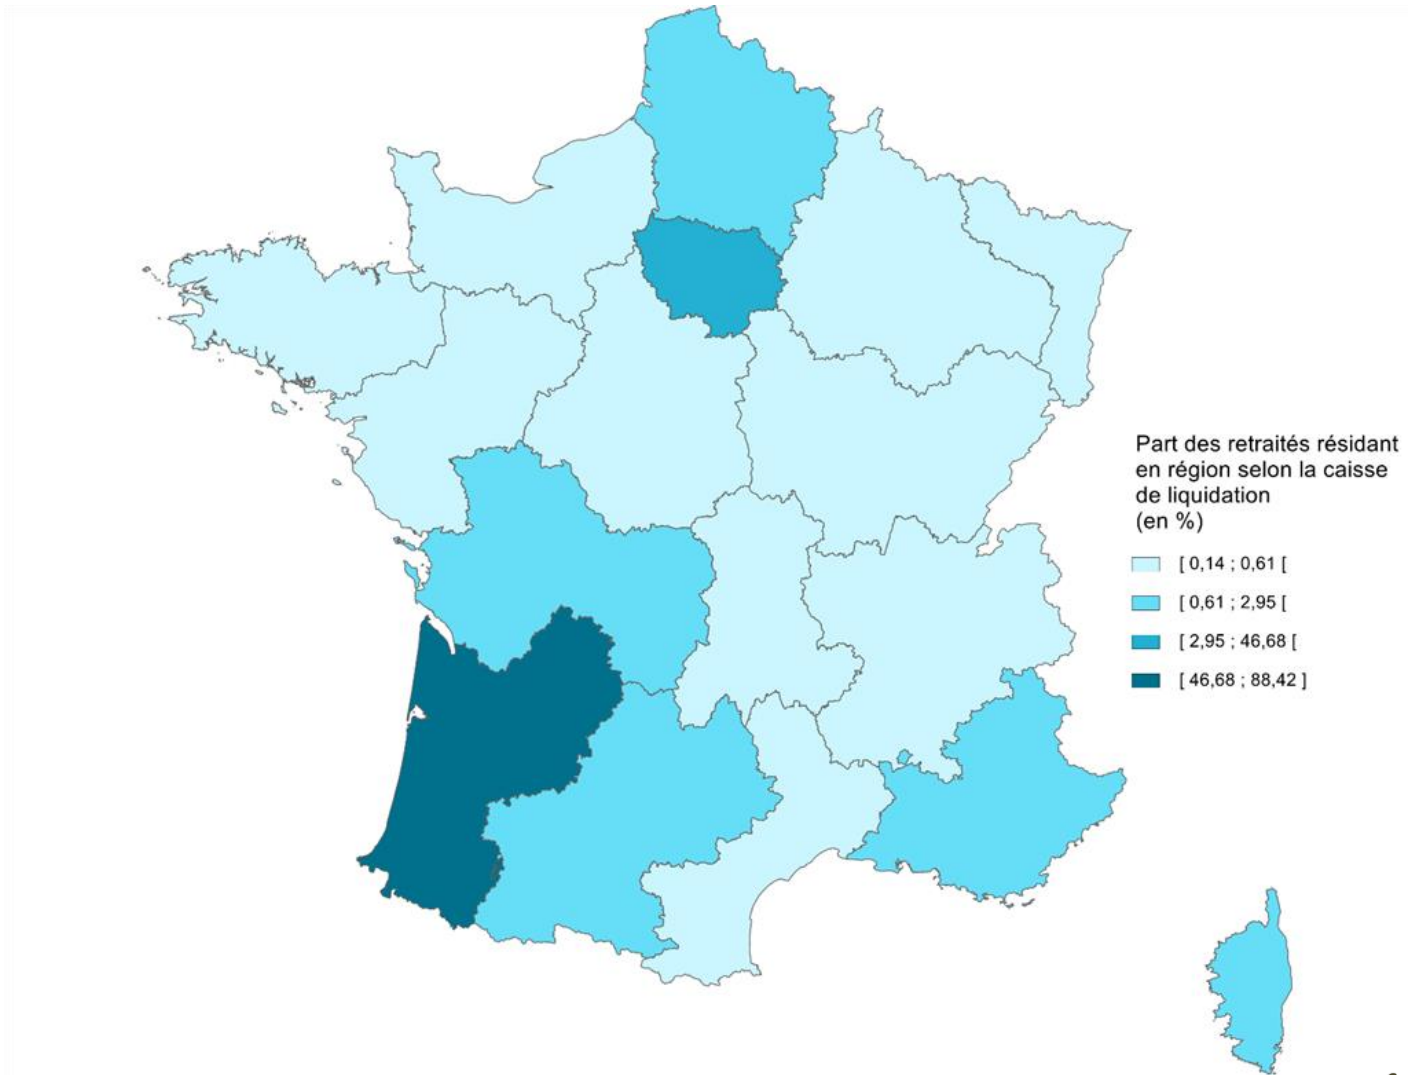 Part des retraités résidant
en région selon la caisse
de liquidation
(en %)
[ 0,14 ; 0,61 [
[ 0,61 ; 2,95 [
[ 2,95 ; 46,68 [
[ 46,68 ; 88,42 ]